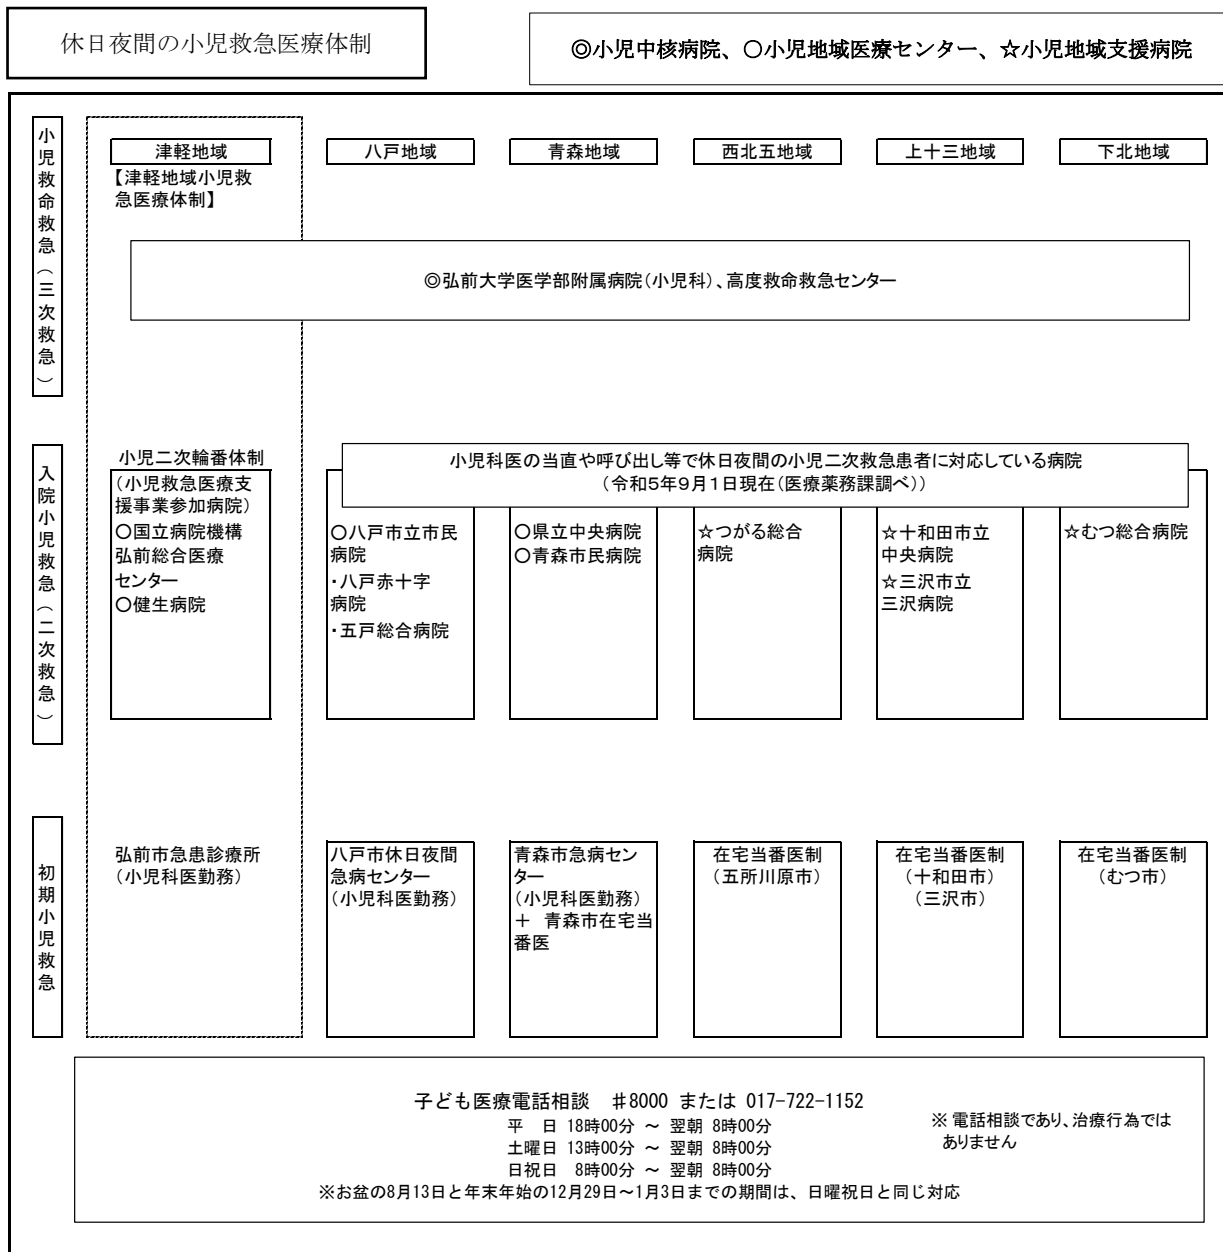 休日夜間の小児救急医療体制
◎小児中核病院、○小児地域医療センター、☆小児地域支援病院
小児救命救急（三次救急）
津軽地域
八戸地域
青森地域
西北五地域
上十三地域
下北地域
【津軽地域小児救
急医療体制】
◎弘前大学医学部附属病院（小児科）、高度救命救急センター
入院小児救急（二次救急）
小児二次輪番体制
（小児救急医療支
援事業参加病院）
○国立病院機構
弘前総合医療
センター
○健生病院
小児科医の当直や呼び出し等で休日夜間の小児二次救急患者に対応している病院
（令和5年9月1日現在（医療薬務課調べ））
○八戸市立市民
病院
・八戸赤十字
病院
・五戸総合病院
○県立中央病院
○青森市民病院
☆つがる総合
病院
☆十和田市立
中央病院
☆三沢市立
三沢病院
☆むつ総合病院
初期小児救急
弘前市急患診療所
（小児科医勤務）
八戸市休日夜間
急病センター
（小児科医勤務）
青森市急病セン
ター
（小児科医勤務）
＋ 青森市在宅当
番医
在宅当番医制
（五所川原市）
在宅当番医制
（十和田市）
（三沢市）
在宅当番医制
（むつ市）
子ども医療電話相談 ＃8000 または 017-722-1152
平 日 18時00分 ～ 翌朝 8時00分
土曜日 13時00分 ～ 翌朝 8時00分
日祝日 8時00分 ～ 翌朝 8時00分
※お盆の8月13日と年末年始の12月29日～1月3日までの期間は、日曜祝日と同じ対応
※ 電話相談であり、治療行為では
ありません